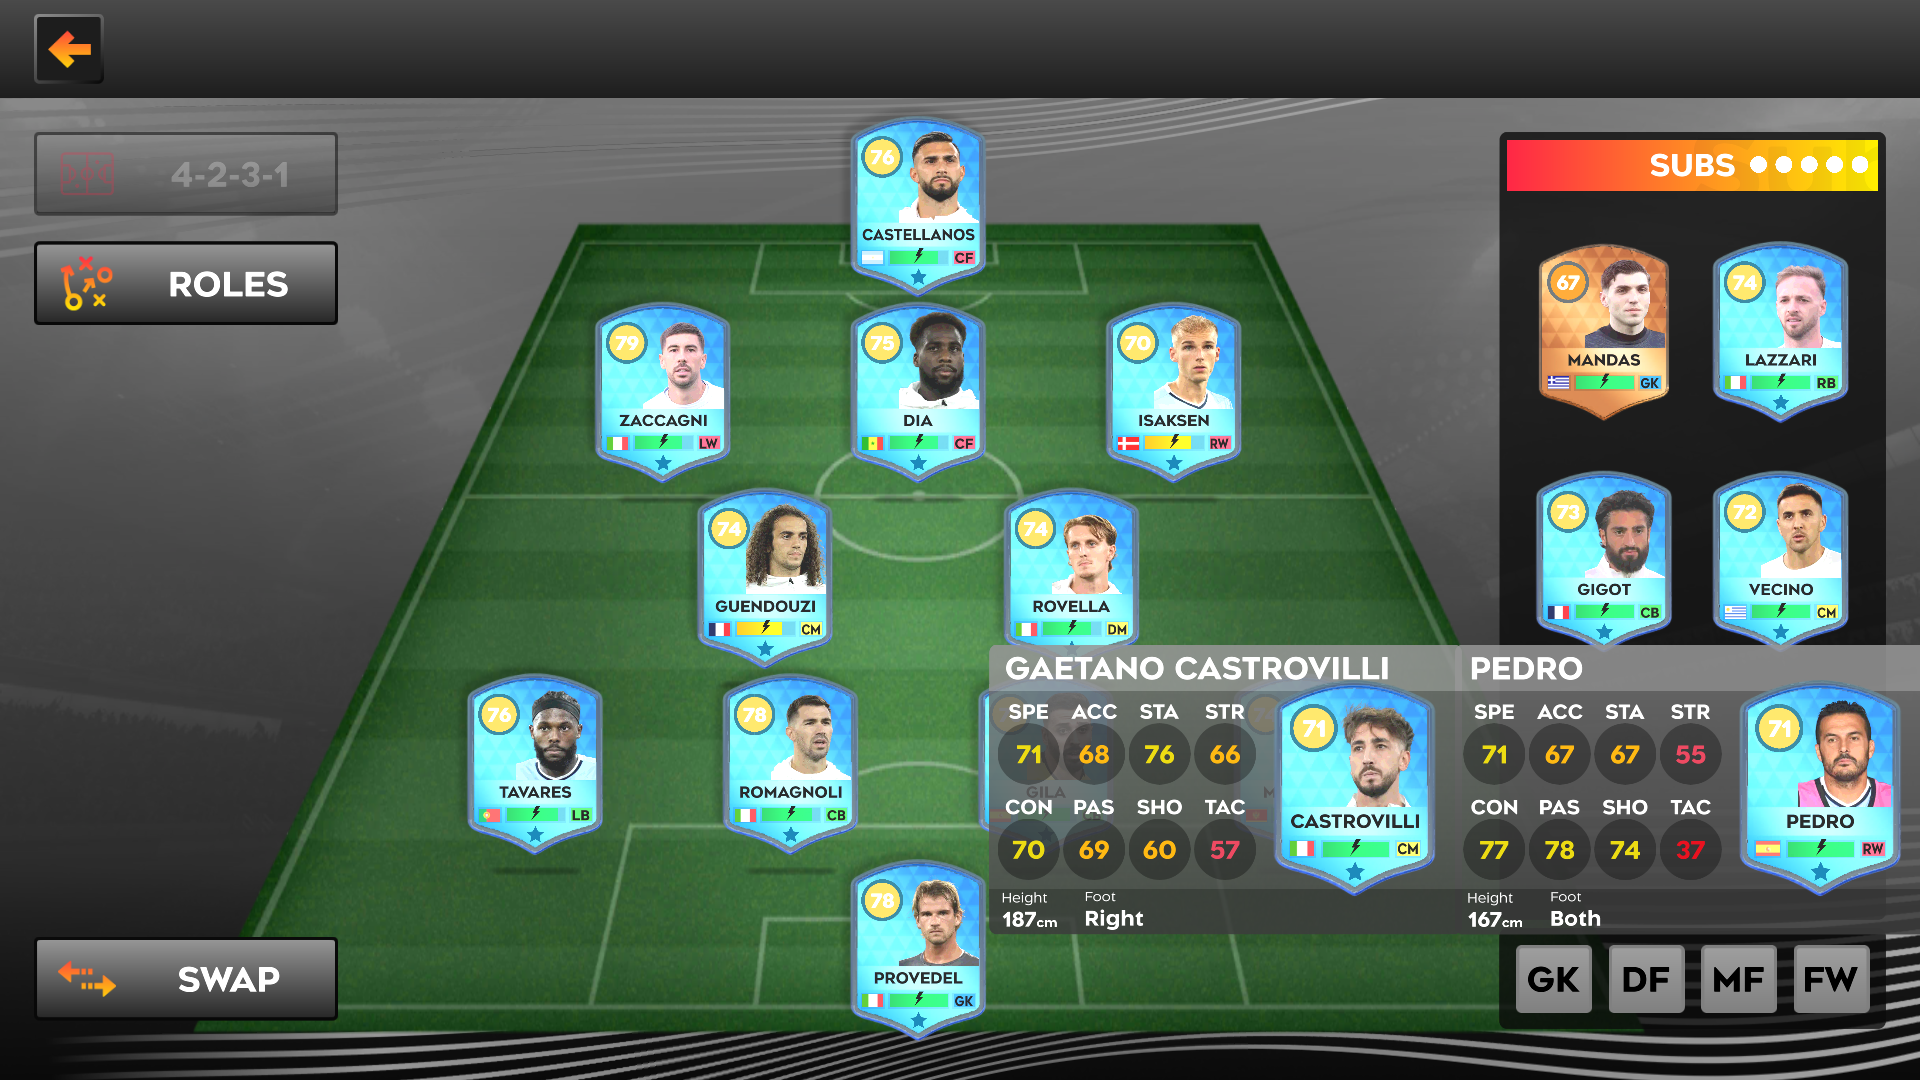 4-2-3-1
ROLES
SUBS
76
CASTELLANOS
CF
79
ZACCAGNI
LW
75
DIA
CF
70
ISAKSEN
RW
74
GUENDOUZI
CM
74
ROVELLA
DM
76
TAVARES
LB
78
ROMAGNOLI
CB
GILA
78
PROVEDEL
GK
67
MANDAS
GK
74
LAZZARI
RB
73
GIGOT
CB
72
VECINO
CM
GAETANO CASTROVILLI
SPE ACC STA STR
71 68 76 66
CON PAS SHO TAC
70 69 60 57
Height Foot
187cm Right
71
CASTROVILLI
CM
PEDRO
SPE ACC STA STR
71 67 67 55
CON PAS SHO TAC
77 78 74 37
Height Foot
167cm Both
71
PEDRO
RW
SWAP
GK DF MF FW